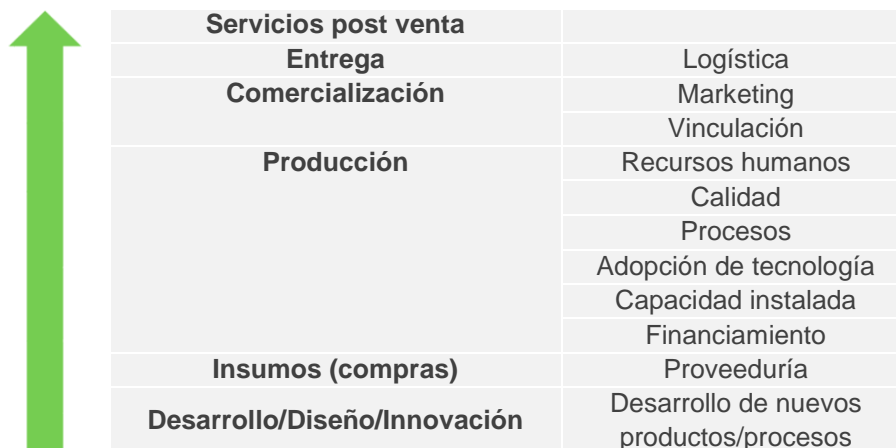 Servicios post venta
Entrega Logística
Comercialización Marketing
Vinculación
Producción Recursos humanos
Calidad
Procesos
Adopción de tecnología
Capacidad instalada
Financiamiento
Insumos (compras) Proveeduría
Desarrollo/Diseño/Innovación Desarrollo de nuevos
productos/procesos